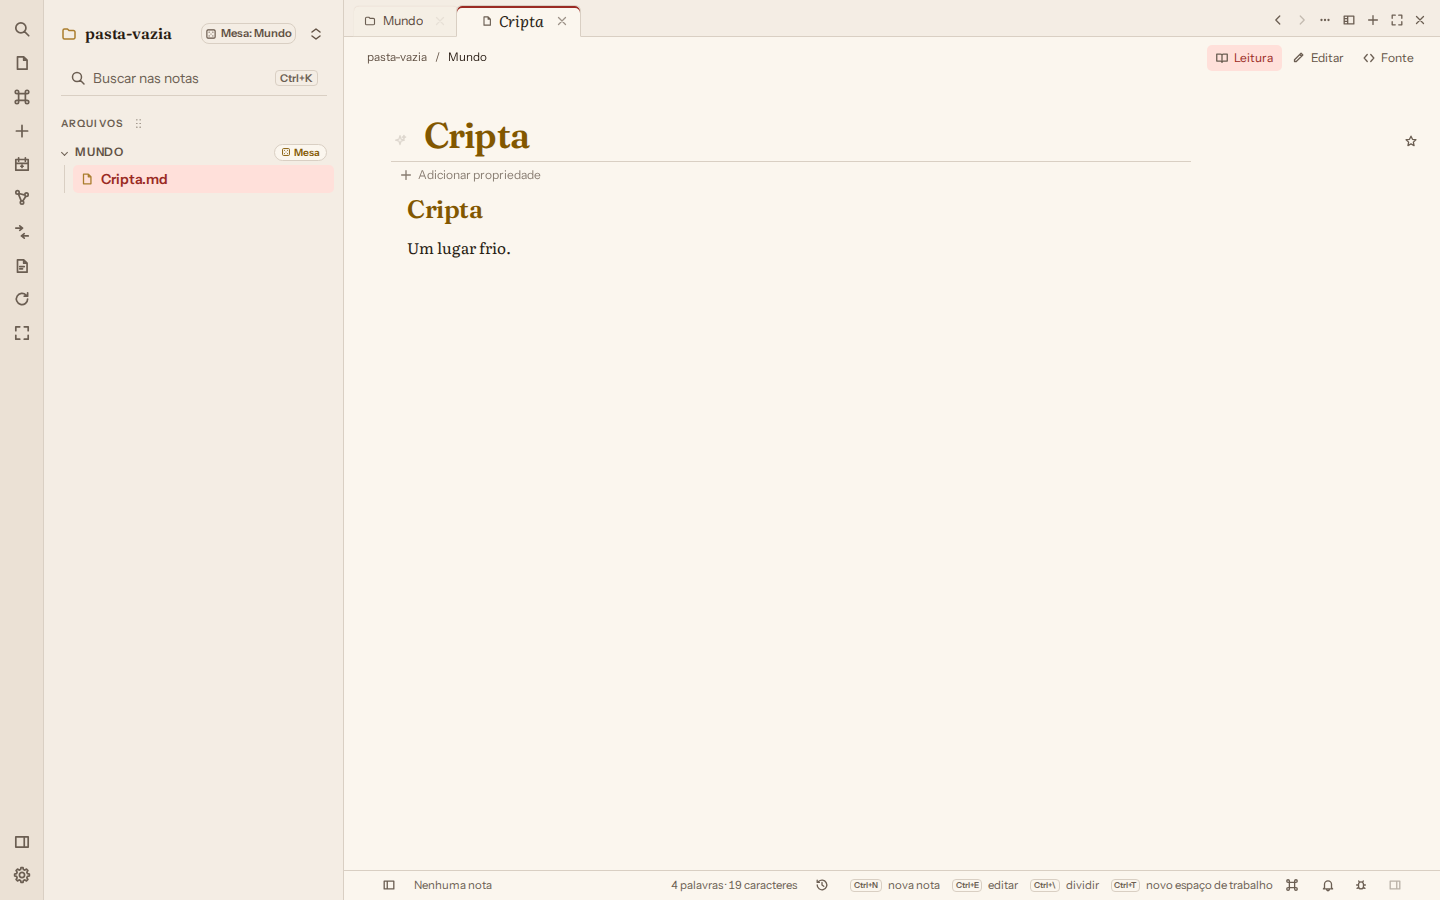 pasta-vazia
Mesa: Mundo
Buscar nas notas
Ctrl+K
ARQUIVOS
MUNDO
Mesa
Cripta.md
Mundo
Cripta
pasta-vazia / Mundo
Leitura
Editar
Fonte
Cripta
Adicionar propriedade
Cripta
Um lugar frio.
Nenhuma nota
4 palavras · 19 caracteres
Ctrl+N nova nota
Ctrl+E editar
Ctrl+\ dividir
Ctrl+T novo espaço de trabalho